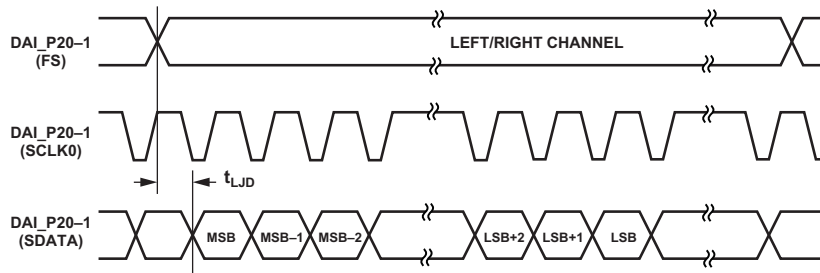 DAI_P20–1
(FS)
LEFT/RIGHT CHANNEL
DAI_P20–1
(SCLK0)
tLJD
DAI_P20–1
(SDATA)
MSB MSB–1 MSB–2 LSB+2 LSB+1 LSB